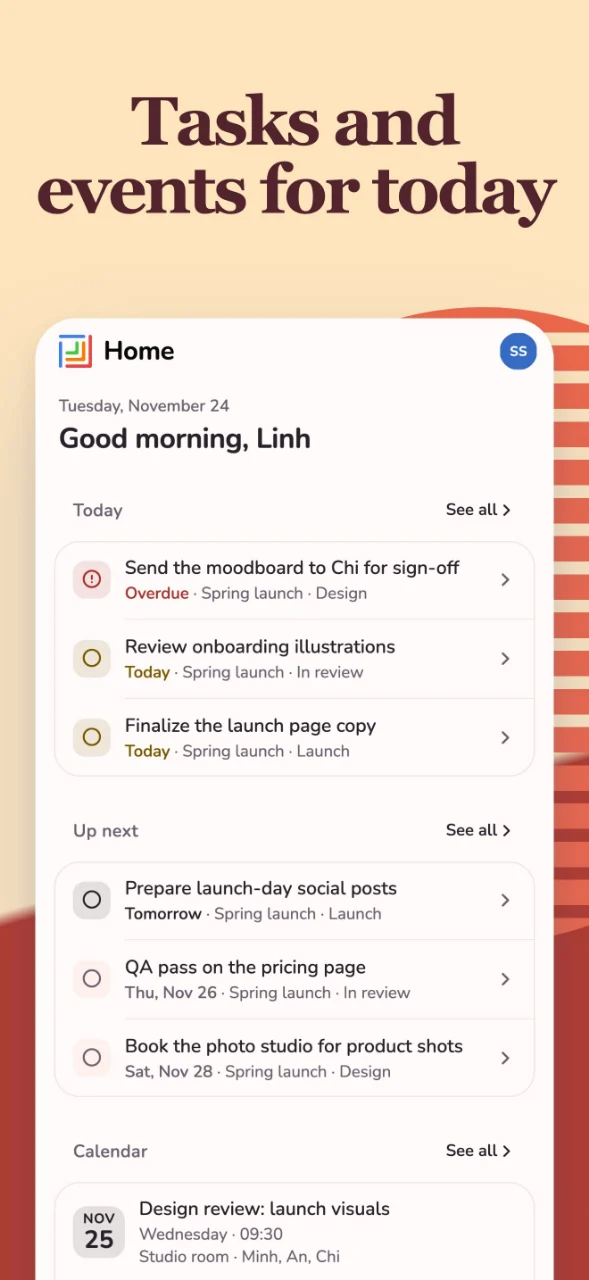 Tasks and
events for today
Home
SS
Tuesday, November 24
Good morning, Linh
Today
See all
Send the moodboard to Chi for sign-off
Overdue · Spring launch · Design
Review onboarding illustrations
Today · Spring launch · In review
Finalize the launch page copy
Today · Spring launch · Launch
Up next
See all
Prepare launch-day social posts
Tomorrow · Spring launch · Launch
QA pass on the pricing page
Thu, Nov 26 · Spring launch · In review
Book the photo studio for product shots
Sat, Nov 28 · Spring launch · Design
Calendar
See all
NOV
25
Design review: launch visuals
Wednesday · 09:30
Studio room · Minh, An, Chi